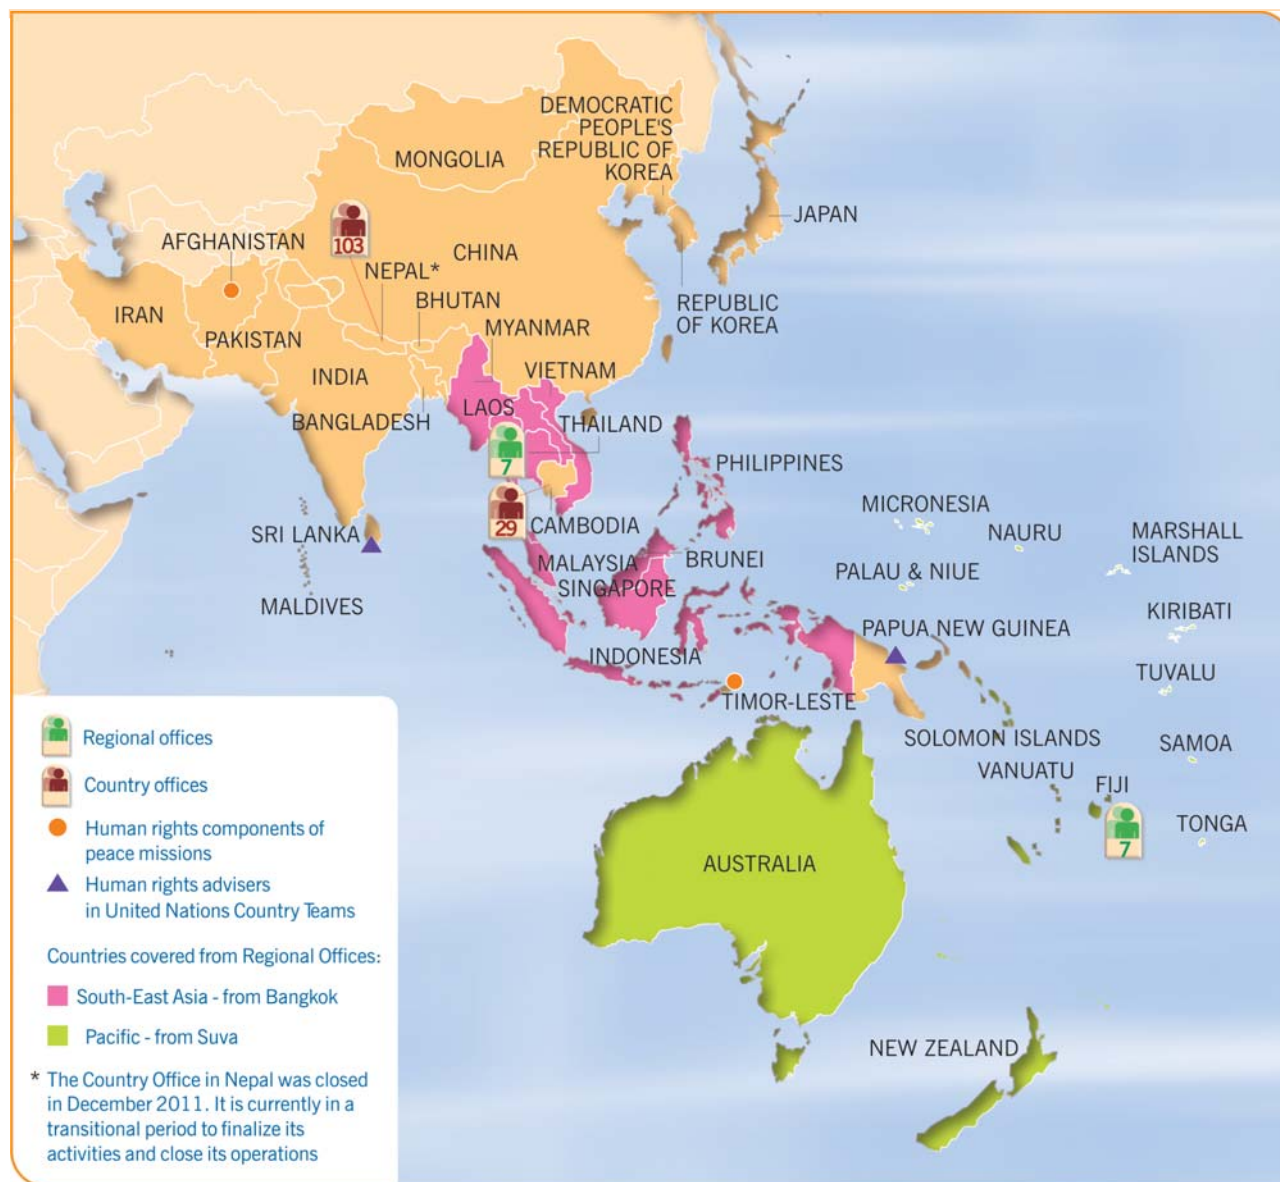 DEMOCRATIC
PEOPLE'S
REPUBLIC OF
KOREA
MONGOLIA
JAPAN
103
AFGHANISTAN
CHINA
NEPAL*
BHUTAN
REPUBLIC
OF KOREA
IRAN
PAKISTAN
MYANMAR
INDIA
VIETNAM
LAOS
BANGLADESH
THAILAND
7
PHILIPPINES
29
CAMBODIA
MICRONESIA
NAURU
MARSHALL
ISLANDS
SRI LANKA
MALAYSIA
BRUNEI
SINGAPORE
PALAU & NIUE
MALDIVES
KIRIBATI
PAPUA NEW GUINEA
INDONESIA
TUVALU
TIMOR-LESTE
SOLOMON ISLANDS
SAMOA
VANUATU
FIJI
7
TONGA
AUSTRALIA
NEW ZEALAND
Regional offices
Country offices
Human rights components of
peace missions
Human rights advisers
in United Nations Country Teams
Countries covered from Regional Offices:
South-East Asia - from Bangkok
Pacific - from Suva
* The Country Office in Nepal was closed
in December 2011. It is currently in a
transitional period to finalize its
activities and close its operations